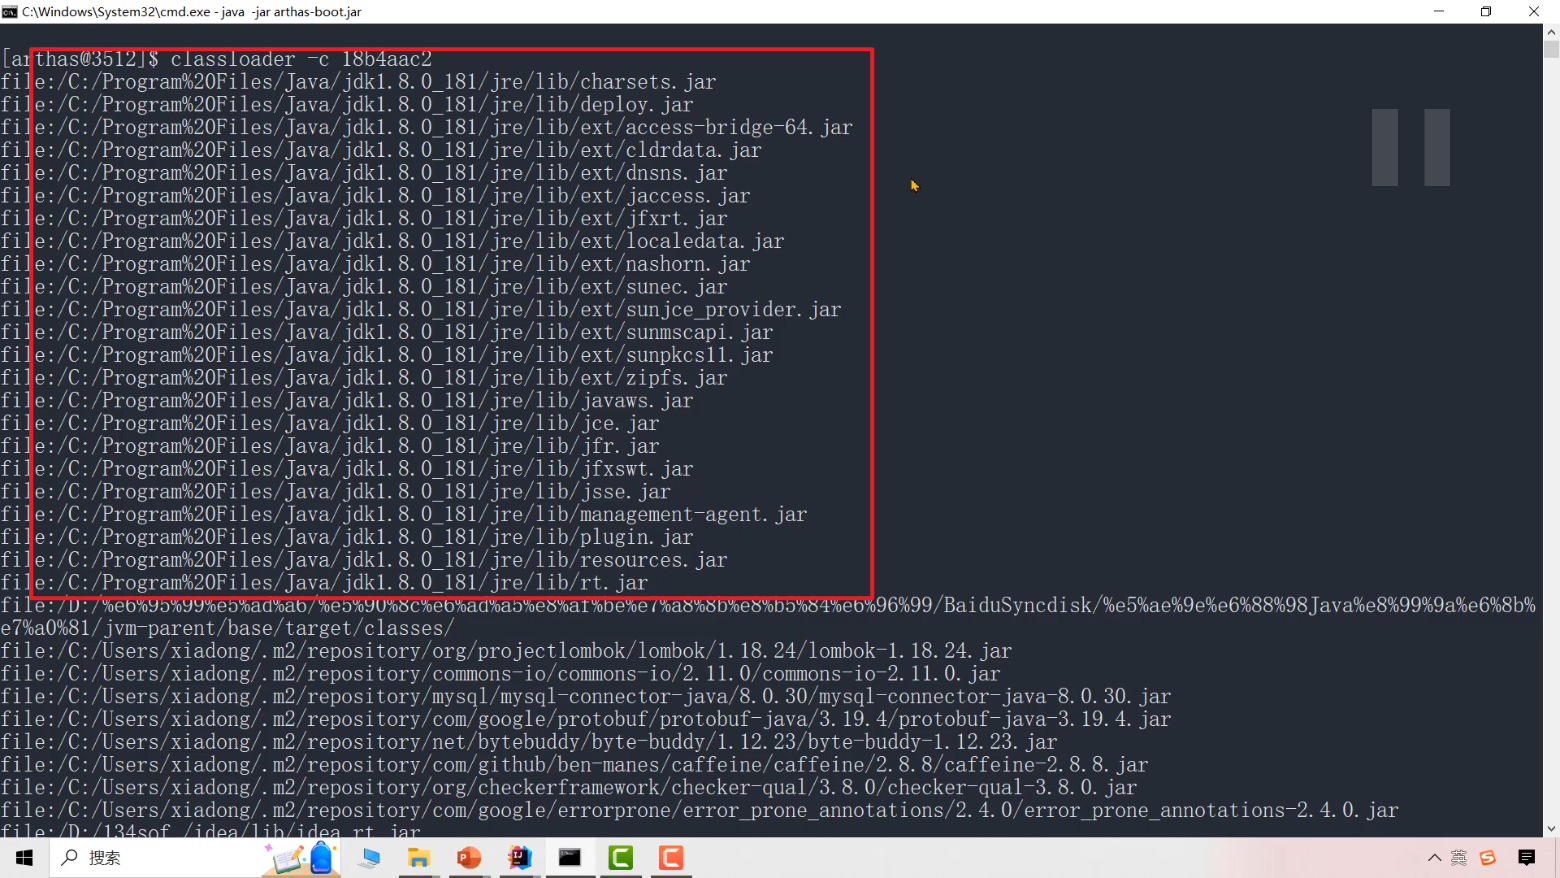 C:\Windows\System32\cmd.exe - java  -jar arthas-boot.jar
[arthas@3512]$ classloader -c 18b4aac2
file:/C:/Program%20Files/Java/jdk1.8.0_181/jre/lib/charsets.jar
file:/C:/Program%20Files/Java/jdk1.8.0_181/jre/lib/deploy.jar
file:/C:/Program%20Files/Java/jdk1.8.0_181/jre/lib/ext/access-bridge-64.jar
file:/C:/Program%20Files/Java/jdk1.8.0_181/jre/lib/ext/cldrdata.jar
file:/C:/Program%20Files/Java/jdk1.8.0_181/jre/lib/ext/dnsns.jar
file:/C:/Program%20Files/Java/jdk1.8.0_181/jre/lib/ext/jaccess.jar
file:/C:/Program%20Files/Java/jdk1.8.0_181/jre/lib/ext/jfxrt.jar
file:/C:/Program%20Files/Java/jdk1.8.0_181/jre/lib/ext/localedata.jar
file:/C:/Program%20Files/Java/jdk1.8.0_181/jre/lib/ext/nashorn.jar
file:/C:/Program%20Files/Java/jdk1.8.0_181/jre/lib/ext/sunec.jar
file:/C:/Program%20Files/Java/jdk1.8.0_181/jre/lib/ext/sunjce_provider.jar
file:/C:/Program%20Files/Java/jdk1.8.0_181/jre/lib/ext/sunmscapi.jar
file:/C:/Program%20Files/Java/jdk1.8.0_181/jre/lib/ext/sunpkcs11.jar
file:/C:/Program%20Files/Java/jdk1.8.0_181/jre/lib/ext/zipfs.jar
file:/C:/Program%20Files/Java/jdk1.8.0_181/jre/lib/javaws.jar
file:/C:/Program%20Files/Java/jdk1.8.0_181/jre/lib/jce.jar
file:/C:/Program%20Files/Java/jdk1.8.0_181/jre/lib/jfr.jar
file:/C:/Program%20Files/Java/jdk1.8.0_181/jre/lib/jfxswt.jar
file:/C:/Program%20Files/Java/jdk1.8.0_181/jre/lib/jsse.jar
file:/C:/Program%20Files/Java/jdk1.8.0_181/jre/lib/management-agent.jar
file:/C:/Program%20Files/Java/jdk1.8.0_181/jre/lib/plugin.jar
file:/C:/Program%20Files/Java/jdk1.8.0_181/jre/lib/resources.jar
file:/C:/Program%20Files/Java/jdk1.8.0_181/jre/lib/rt.jar
file:/D:/%e6%95%99%e5%ad%a6/%e5%90%8c%e6%ad%a5%e8%af%be%e7%a8%8b%e8%b5%84%e6%96%99/BaiduSyncdisk/%e5%ae%9e%e6%88%98Java%e8%99%9a%e6%8b%
e7%a0%81/jvm-parent/base/target/classes/
file:/C:/Users/xiadong/.m2/repository/org/projectlombok/lombok/1.18.24/lombok-1.18.24.jar
file:/C:/Users/xiadong/.m2/repository/commons-io/commons-io/2.11.0/commons-io-2.11.0.jar
file:/C:/Users/xiadong/.m2/repository/mysql/mysql-connector-java/8.0.30/mysql-connector-java-8.0.30.jar
file:/C:/Users/xiadong/.m2/repository/com/google/protobuf/protobuf-java/3.19.4/protobuf-java-3.19.4.jar
file:/C:/Users/xiadong/.m2/repository/net/bytebuddy/byte-buddy/1.12.23/byte-buddy-1.12.23.jar
file:/C:/Users/xiadong/.m2/repository/com/github/ben-manes/caffeine/caffeine/2.8.8/caffeine-2.8.8.jar
file:/C:/Users/xiadong/.m2/repository/org/checkerframework/checker-qual/3.8.0/checker-qual-3.8.0.jar
file:/C:/Users/xiadong/.m2/repository/com/google/errorprone/error_prone_annotations/2.4.0/error_prone_annotations-2.4.0.jar
file:/D:/134sof_/idea/lib/idea_rt.jar
搜索
英